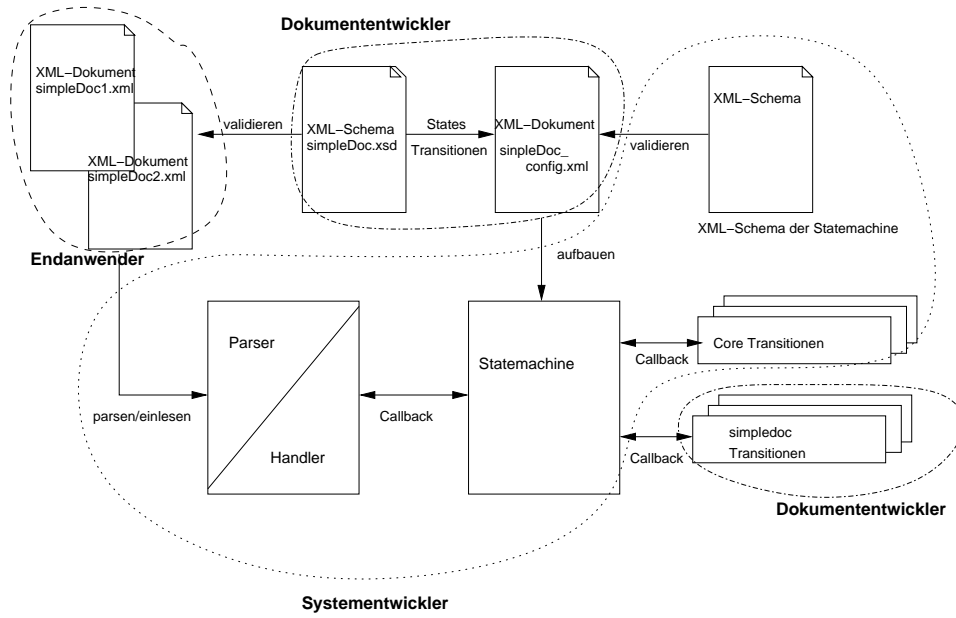 Dokumententwickler
XML−Dokument
simpleDoc1.xml
XML−Dokument
simpleDoc2.xml
validieren
XML−Schema
simpleDoc.xsd
States
Transitionen
XML−Dokument
sinpleDoc_
config.xml
validieren
XML−Schema
XML−Schema der Statemachine
Endanwender
aufbauen
Parser
Handler
parsen/einlesen
Callback
Statemachine
Callback
Core Transitionen
Callback
simpledoc
Transitionen
Dokumententwickler
Systementwickler